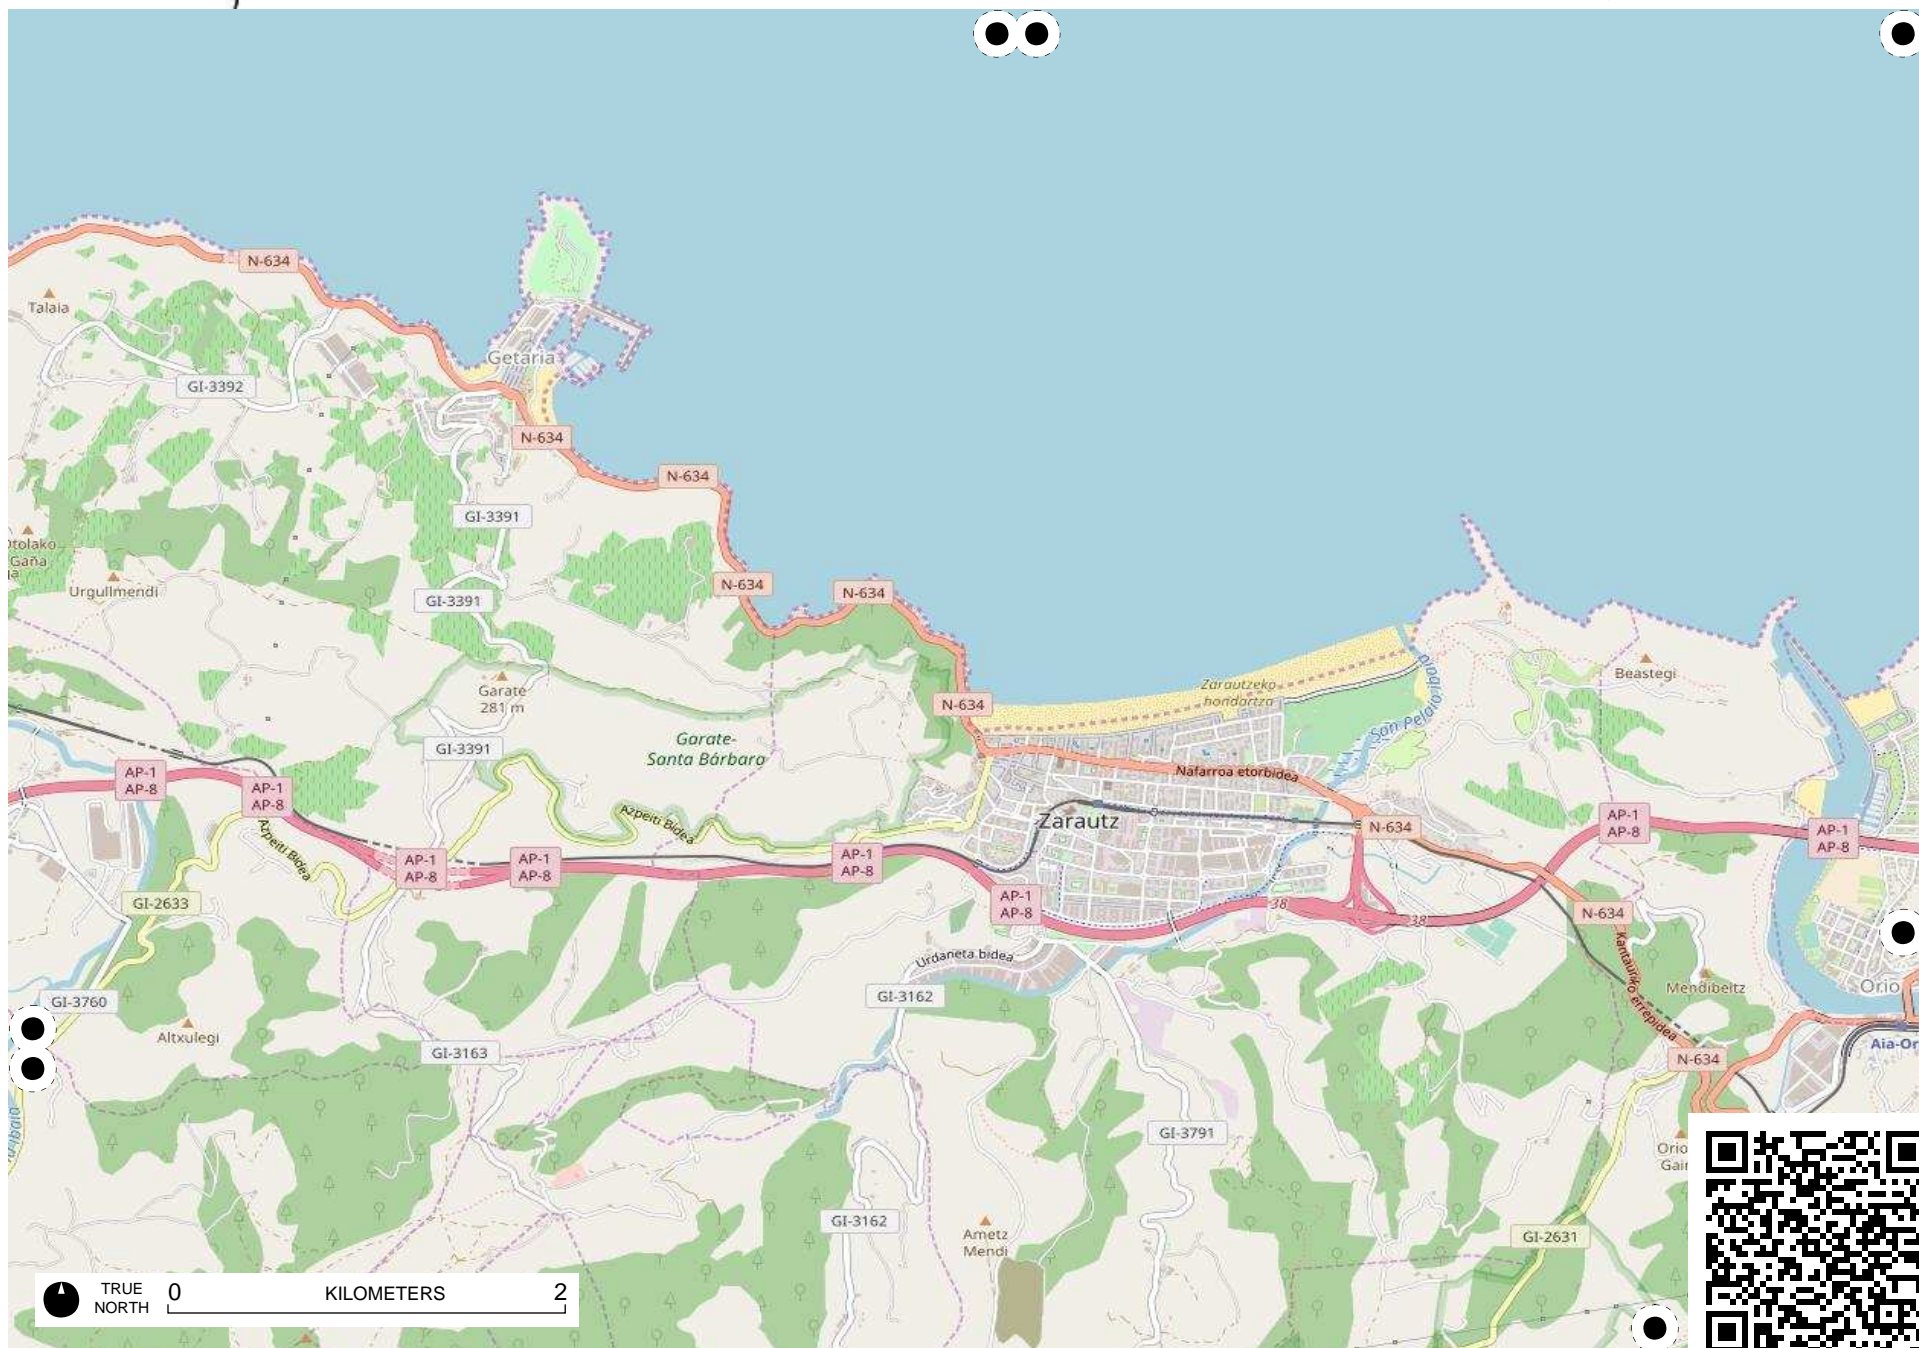 N-634
Talaia
Getaria
GI-3392
N-634
N-634
GI-3391
Gaña
N-634
N-634
Urgullmendi
GI-3391
Beastegi
Garate
281 m
Zarautzeko
hondartza
N-634
San Pelaio
Garate-
Santa Bárbara
GI-3391
Nafarroa etorbidea
AP-1
AP-8
AP-1
AP-8
Azpeiti Bidea
Zarautz
N-634
AP-1
AP-8
AP-1
AP-8
Azpeiti Bidea
AP-1
AP-8
AP-1
AP-8
AP-1
AP-8
AP-1
AP-8
GI-2633
38
38
N-634
Kantauriko errepidea
Urdaneta bidea
GI-3760
GI-3162
Mendibeltz
Orio
Altxulegi
GI-3163
N-634
GI-3791
GI-3162
Ametz
Mendi
GI-2631
TRUE
NORTH
0 KILOMETERS 2